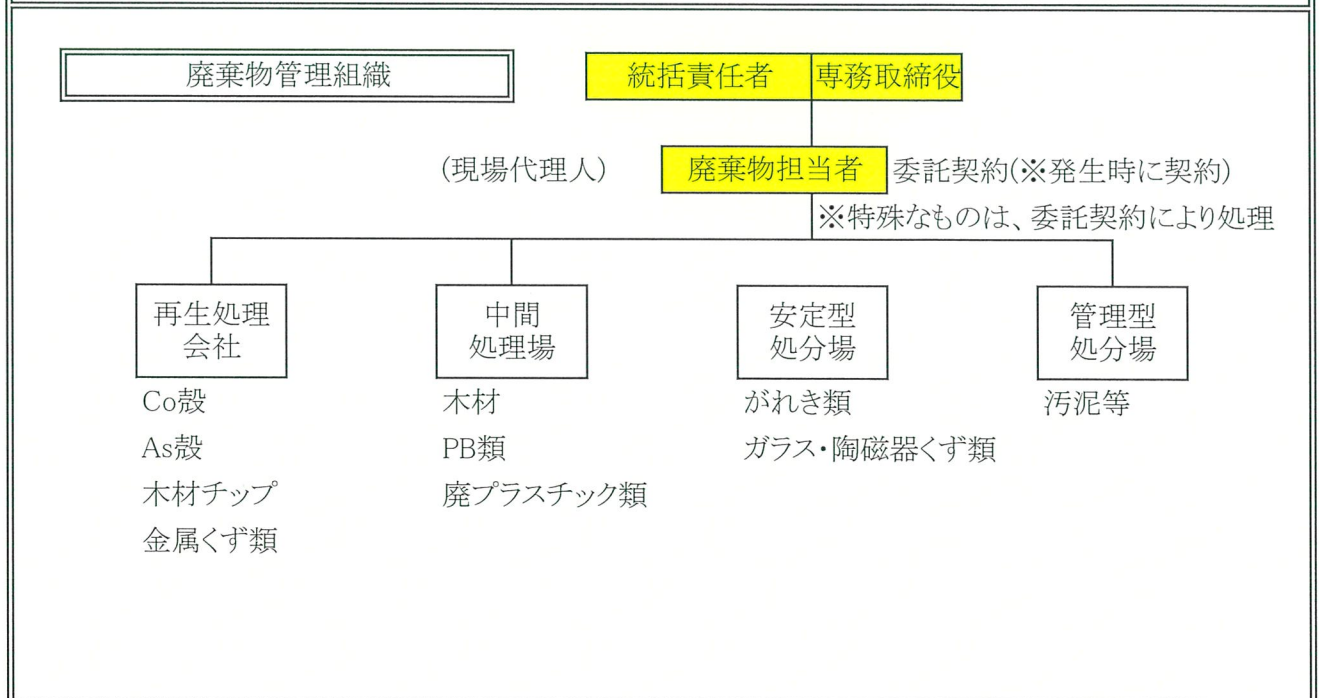 廃棄物管理組織
統括責任者 専務取締役
(現場代理人) 廃棄物担当者 委託契約(※発生時に契約)
※特殊なものは、委託契約により処理
再生処理
会社
Co殻
As殻
木材チップ
金属くず類
中間
処理場
木材
PB類
廃プラスチック類
安定型
処分場
がれき類
ガラス・陶磁器くず類
管理型
処分場
汚泥等